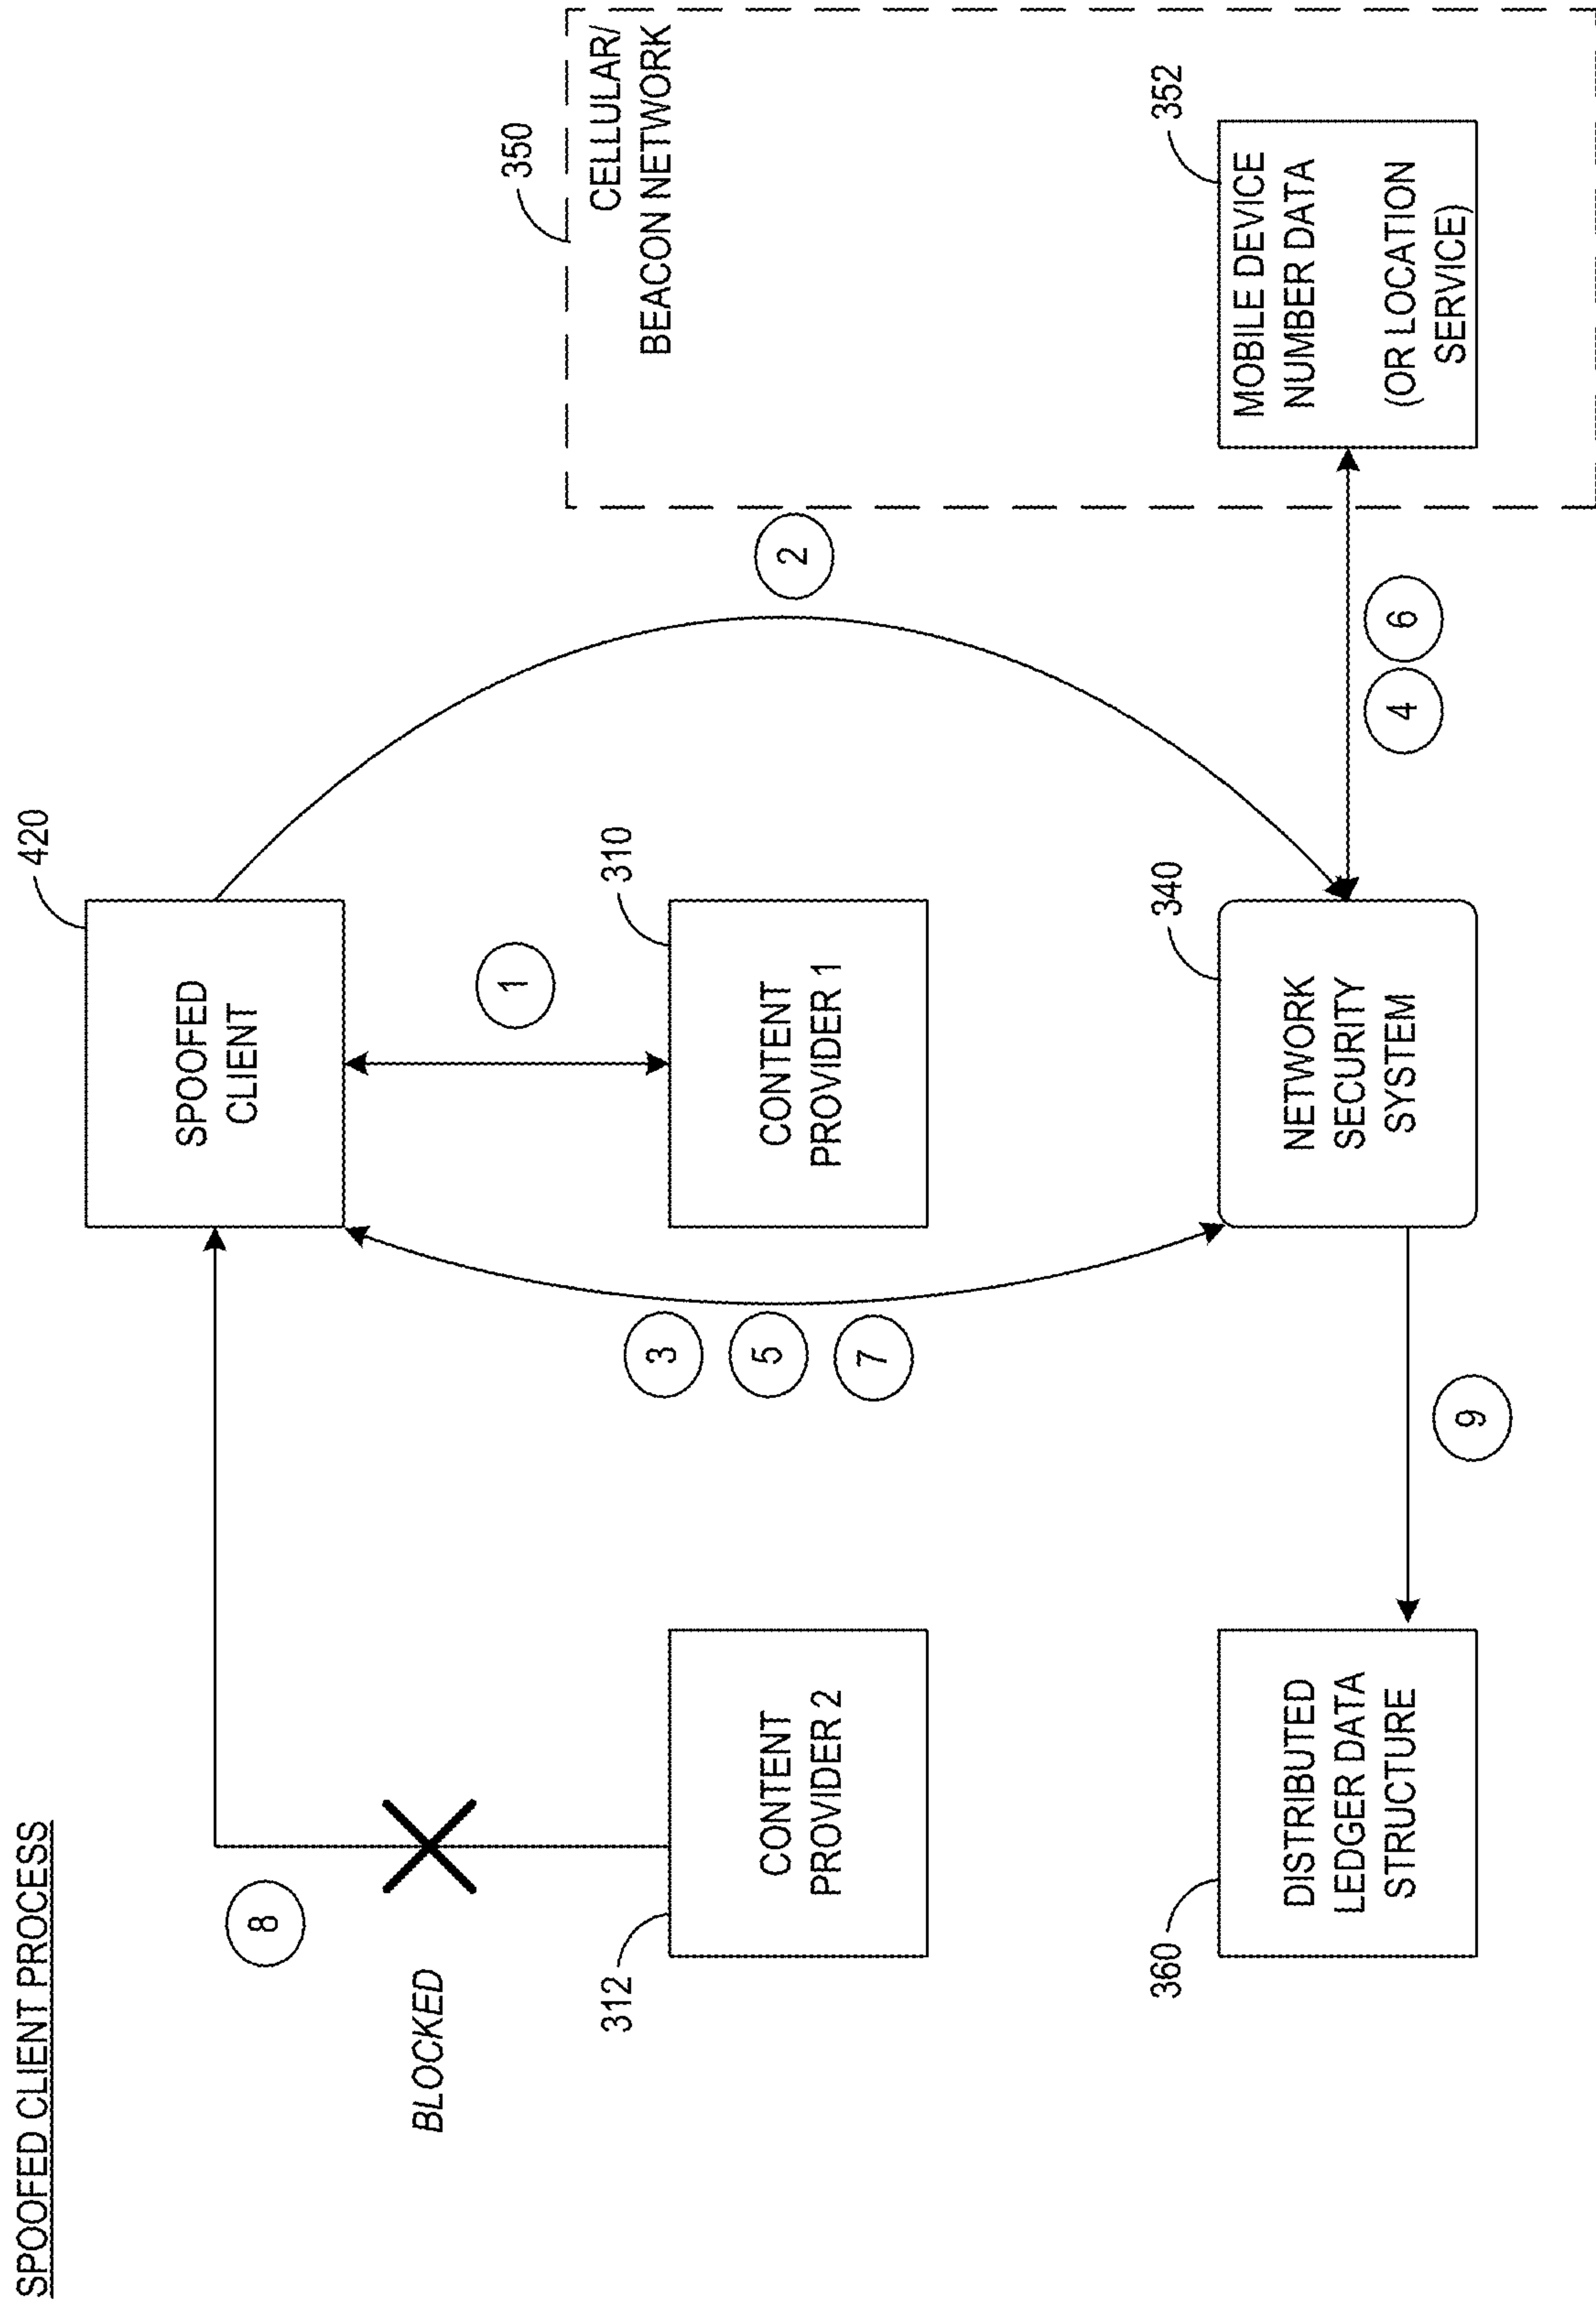 SPOOFED CLIENT PROCESS
420
SPOOFED
CLIENT
8
BLOCKED
1
350
CELLULAR/
BEACON NETWORK
312
CONTENT
PROVIDER 2
3
5
7
310
CONTENT
PROVIDER 1
2
360
DISTRIBUTED
LEDGER DATA
STRUCTURE
9
340
NETWORK
SECURITY
SYSTEM
4
6
352
MOBILE DEVICE
NUMBER DATA
(OR LOCATION
SERVICE)